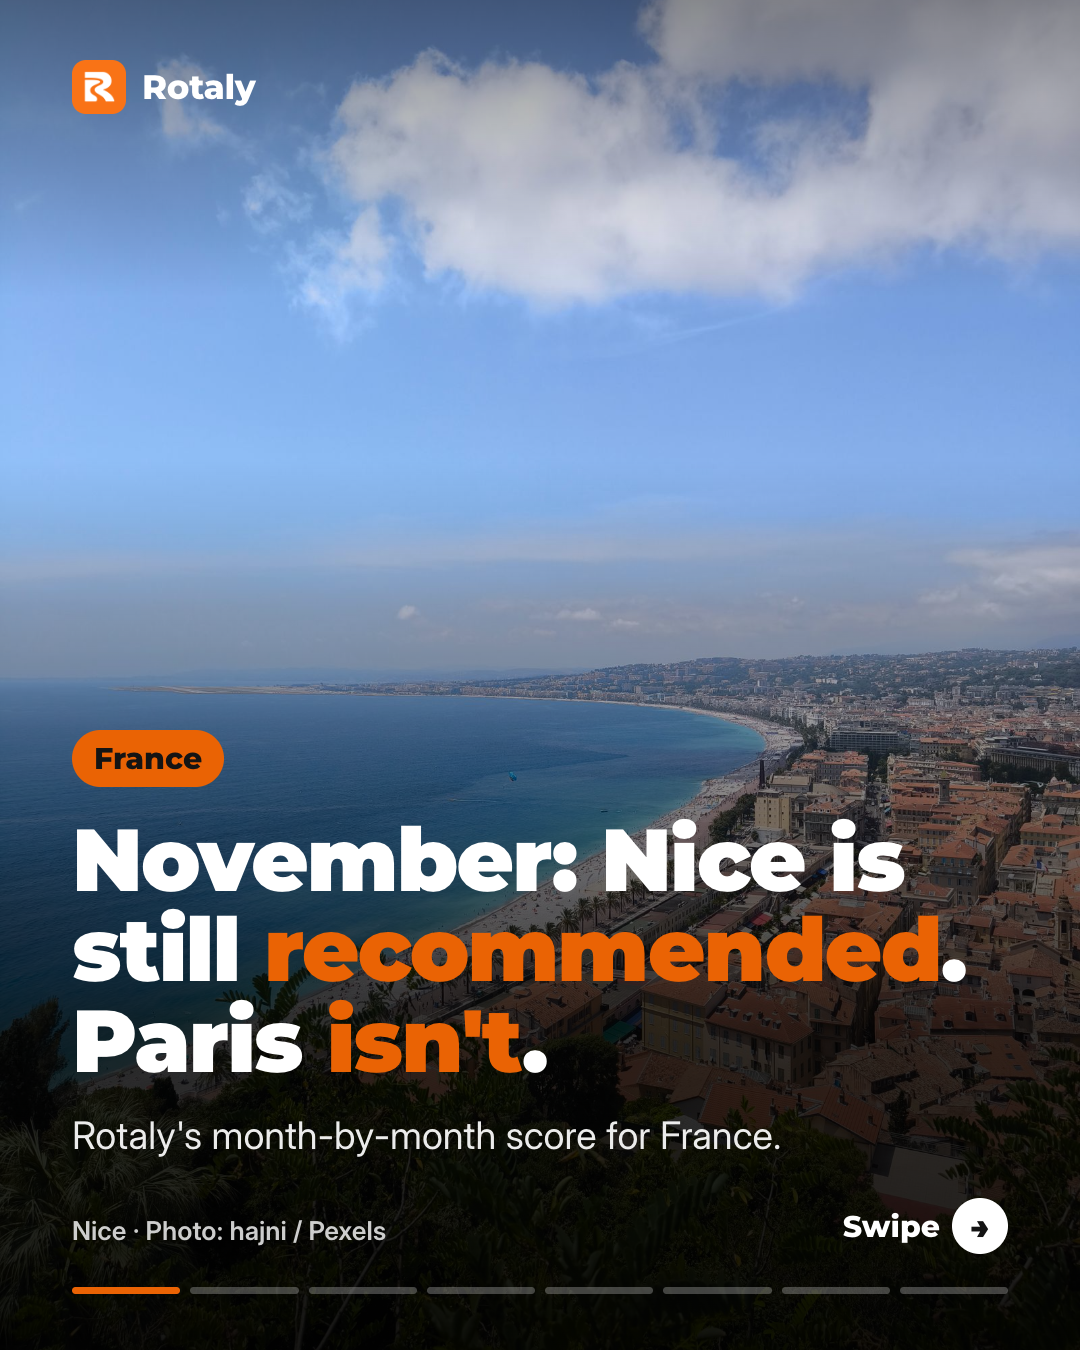 Rotaly
France
November: Nice is
still recommended.
Paris isn't.
Rotaly's month-by-month score for France.
Nice · Photo: hajni / Pexels
Swipe